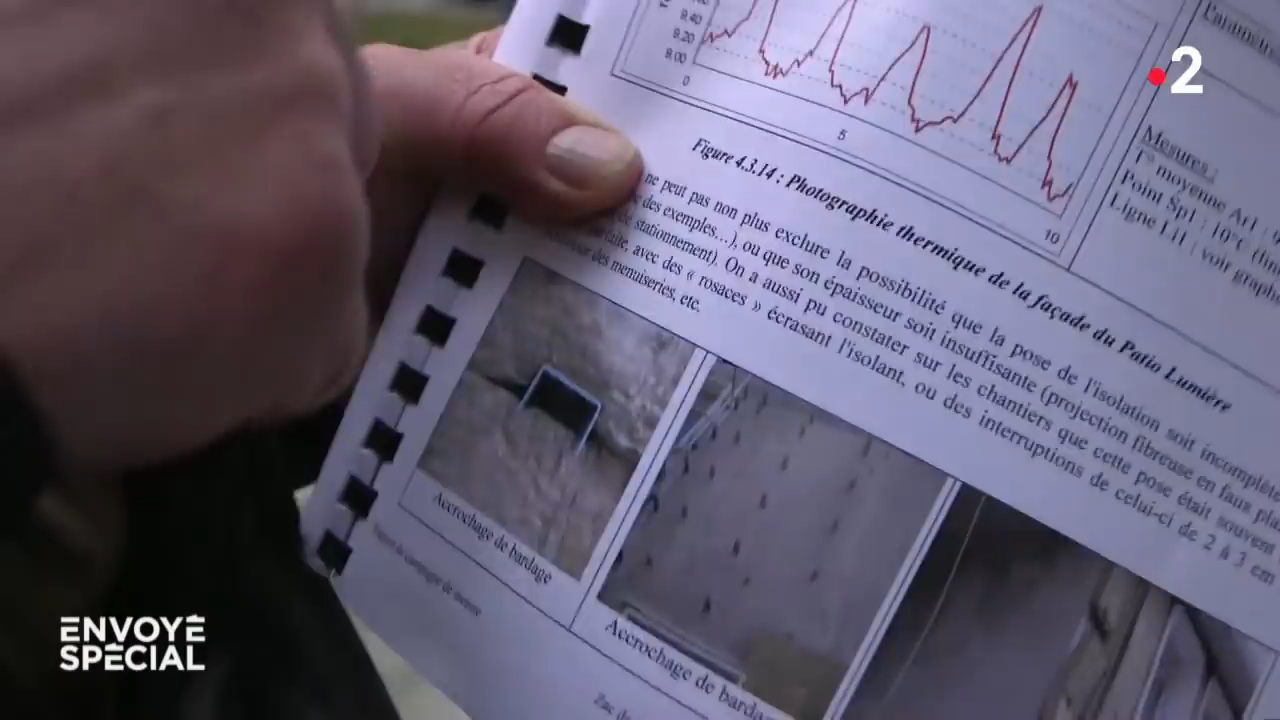 9,40
9,20
9,00
0
5
10
2
Paramètre
Mesures :
T° moyenne Ar1 :
Point Sp1 : 10°c
Ligne LI1 : voir
Figure 4.3.14 : Photographie thermique de la façade du Patio Lumière
ne peut pas non plus exclure la possibilité que la pose de l'isolation soit incomplète
des exemples...), ou que son épaisseur soit insuffisante (projection fibreuse en faux
de stationnement). On a aussi pu constater sur les chantiers que cette pose était souvent
avec des « rosaces » écrasant l'isolant, ou des interruptions de celui-ci de 2 à 3 cm
des menuiseries, etc.
Accrochage de bardage
Accrochage de
ENVOYÉ
SPÉCIAL